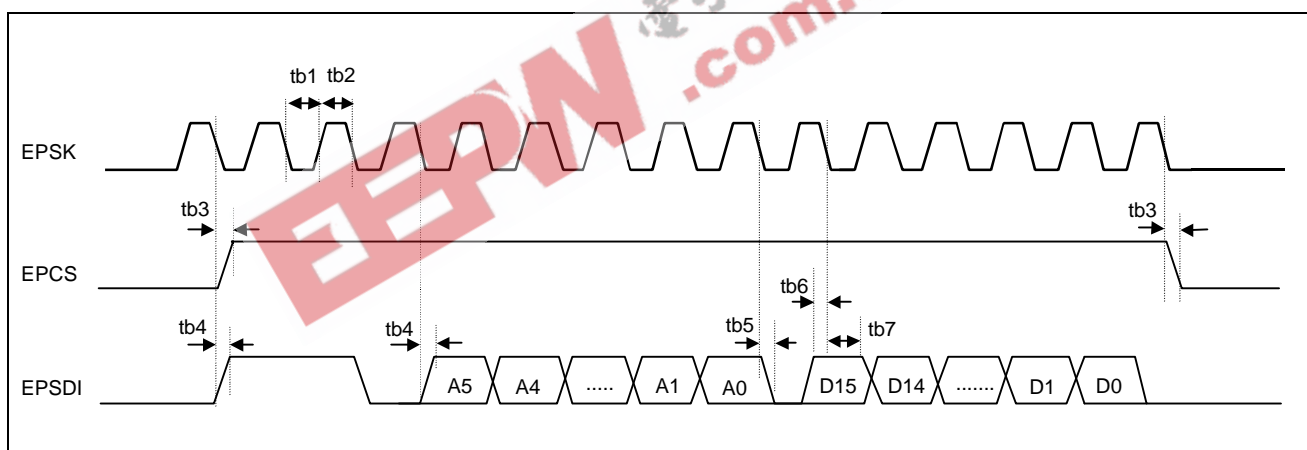 EEPW
.com.
tb1 tb2
EPSK
tb3 tb3
EPCS
tb6
tb4 tb4 tb5 tb7
EPSDI A5 A4 ..... A1 A0 D15 D14 ....... D1 D0